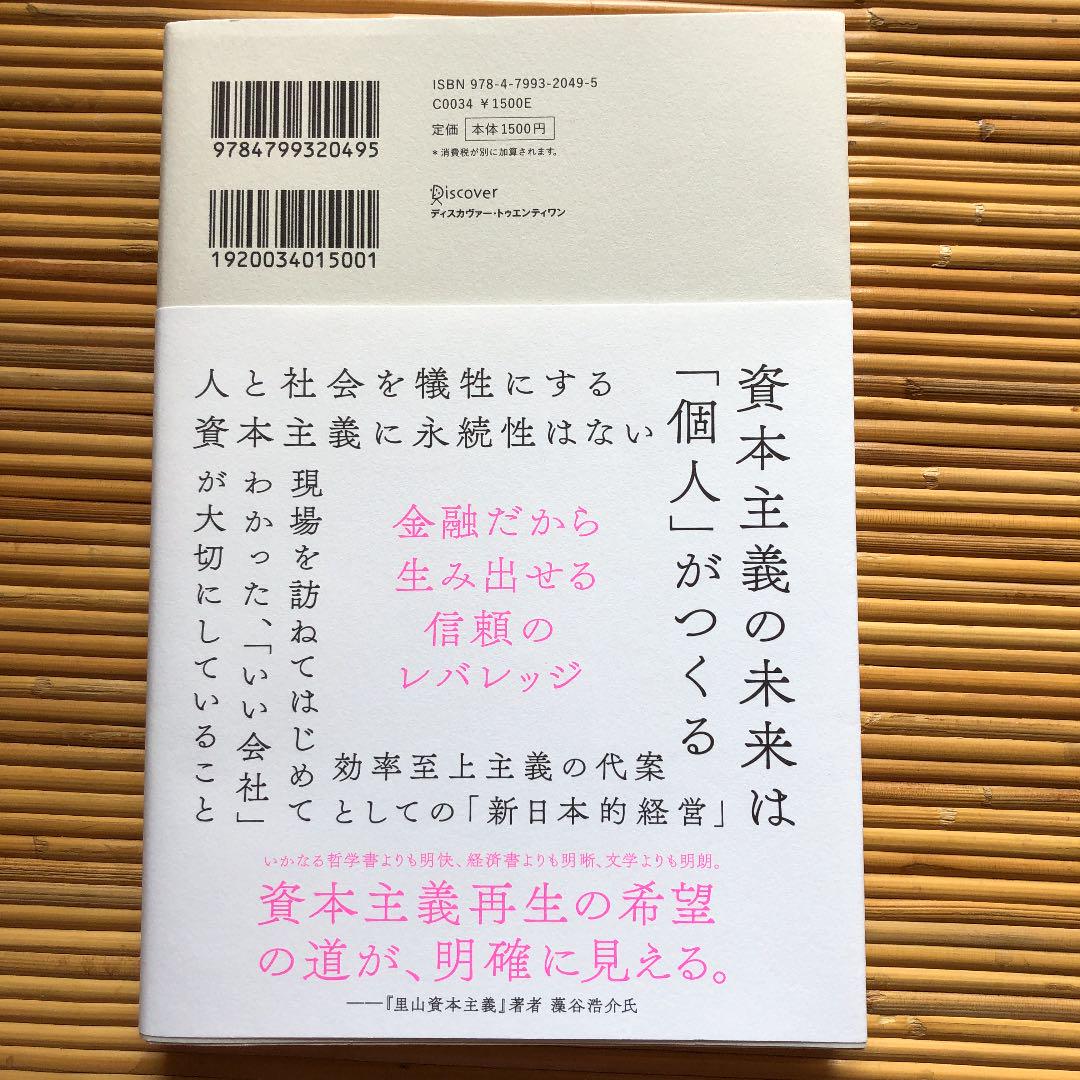 9784799320495
1920034015001
ISBN 978-4-7993-2049-5
C0034 ¥1500E
定価 本体1500円
*消費税が別に加算されます。
Discover
ディスカヴァー・トゥエンティワン
資本主義の未来は
「個人」がつくる
人と社会を犠牲にする
資本主義に永続性はない
金融だから
生み出せる
信頼の
レバレッジ
現場を訪ねてはじめて
わかった、「いい会社」
が大切にしていること
効率至上主義の代案
としての「新日本的経営」
いかなる哲学書よりも明快、経済書よりも明晰、文学よりも明朗。
資本主義再生の希望
の道が、明確に見える。
──『里山資本主義』著者 藻谷浩介氏